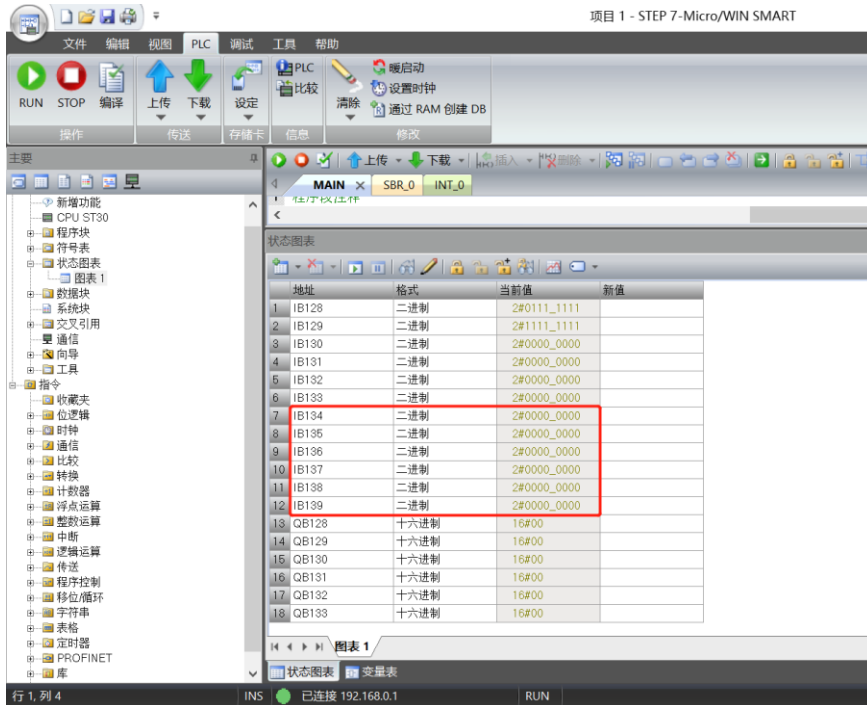 项目 1 - STEP 7-Micro/WIN SMART
文件 编辑 视图 PLC 调试 工具 帮助
RUN STOP 编译 上传 下载 设定 PLC 比较 清除 暖启动 设置时钟 通过 RAM 创建 DB
操作 传送 存储卡 信息 修改
主要
上传 下载 插入 删除
MAIN SBR_0 INT_0
程序段注释
新增功能
CPU ST30
程序块
符号表
状态图表
图表 1
数据块
系统块
交叉引用
通信
向导
工具
指令
收藏夹
位逻辑
时钟
通信
比较
转换
计数器
浮点运算
整数运算
中断
逻辑运算
传送
程序控制
移位/循环
字符串
表格
定时器
PROFINET
库
状态图表
地址 格式 当前值 新值
1 IB128 二进制 2#0111_1111
2 IB129 二进制 2#1111_1111
3 IB130 二进制 2#0000_0000
4 IB131 二进制 2#0000_0000
5 IB132 二进制 2#0000_0000
6 IB133 二进制 2#0000_0000
7 IB134 二进制 2#0000_0000
8 IB135 二进制 2#0000_0000
9 IB136 二进制 2#0000_0000
10 IB137 二进制 2#0000_0000
11 IB138 二进制 2#0000_0000
12 IB139 二进制 2#0000_0000
13 QB128 十六进制 16#00
14 QB129 十六进制 16#00
15 QB130 十六进制 16#00
16 QB131 十六进制 16#00
17 QB132 十六进制 16#00
18 QB133 十六进制 16#00
图表 1
状态图表 变量表
行 1, 列 4 INS 已连接 192.168.0.1 RUN